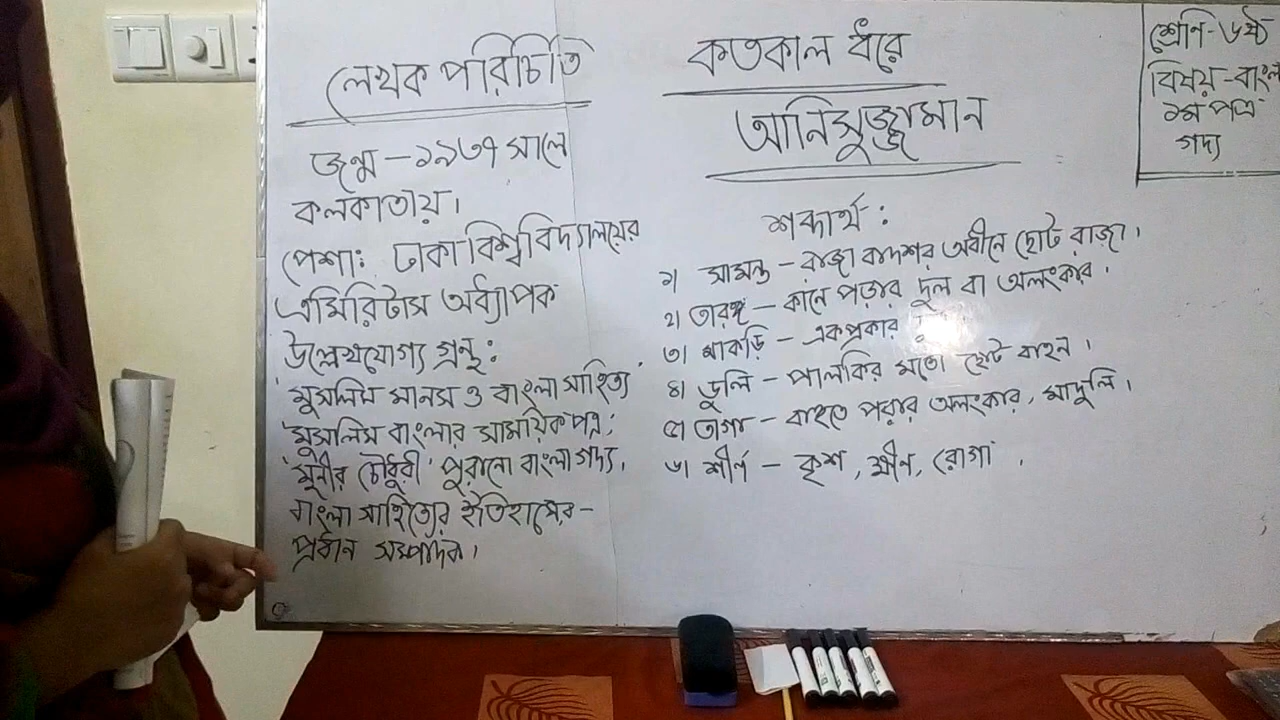 লেখক পরিচিতি
জন্ম - ১৯৩৭ সালে
কলকাতায়।
পেশা: ঢাকা বিশ্ববিদ্যালয়ের
এমিরিটাস অধ্যাপক
উল্লেখযোগ্য গ্রন্থ:
'মুসলিম মানস ও বাংলা সাহিত্য'
'মুসলিম বাংলার সাময়িক পত্র;
'মুনীর চৌধুরী' পুরানো বাংলা গদ্য,
বাংলা সাহিত্যের ইতিহাসের-
প্রধান সম্পাদক।
কতকাল ধরে
আনিসুজ্জামান
শব্দার্থ:
১। সামন্ত - রাজা বাদশার অধীনে ছোট রাজা।
২। তারঙ্গ - কানে পড়ার দুল বা অলংকার।
৩। মাকড়ি - একপ্রকার
৪। ডুলি - পালকির মতো ছোট বাহন।
৫। তাগা - বাহুতে পরার অলংকার, মাদুলি।
৬। শীর্ণ - কৃশ, ক্ষীণ, রোগা।
শ্রেণি-৬ষ্ঠ
বিষয়-বাংলা
১ম পত্র
গদ্য